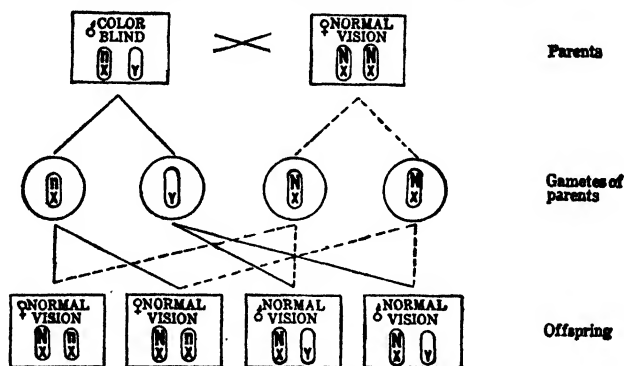 ♂ COLOR BLIND
n X Y
♀ NORMAL VISION
N X N X
Parents
n X
Y
N X
N X
Gametes of
parents
♀ NORMAL VISION
N X n X
♀ NORMAL VISION
N X n X
♂ NORMAL VISION
N X Y
♂ NORMAL VISION
N X Y
Offspring